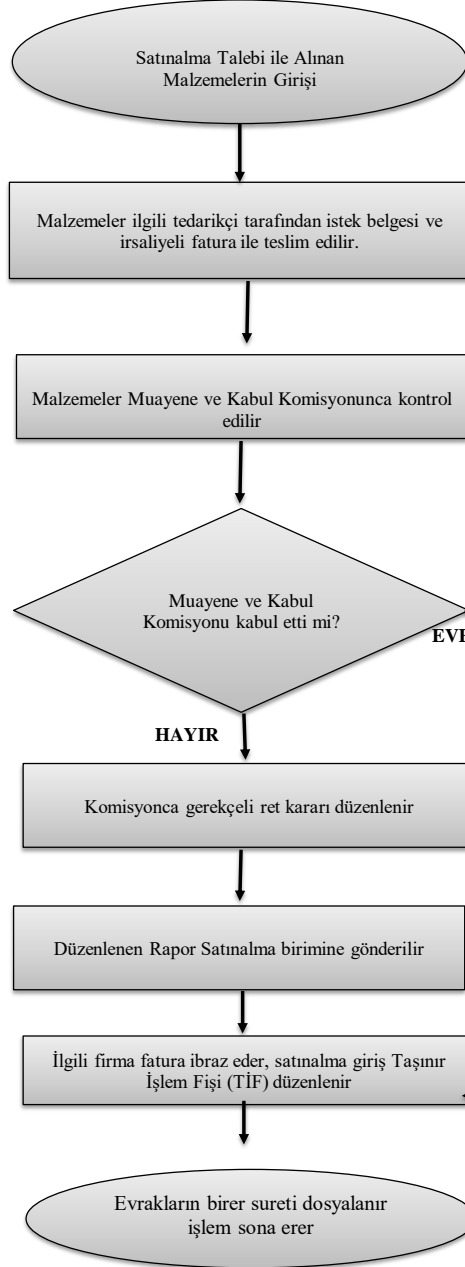 Satınalma Talebi ile Alınan
Malzemelerin Girişi
Malzemeler ilgili tedarikçi tarafından istek belgesi ve
irsaliyeli fatura ile teslim edilir.
Malzemeler Muayene ve Kabul Komisyonunca kontrol
edilir
Muayene ve Kabul
Komisyonu kabul etti mi?
HAYIR
Komisyonca gerekçeli ret kararı düzenlenir
Düzenlenen Rapor Satınalma birimine gönderilir
İlgili firma fatura ibraz eder, satınalma giriş Taşınır
İşlem Fişi (TİF) düzenlenir
Evrakların birer sureti dosyalanır
işlem sona erer